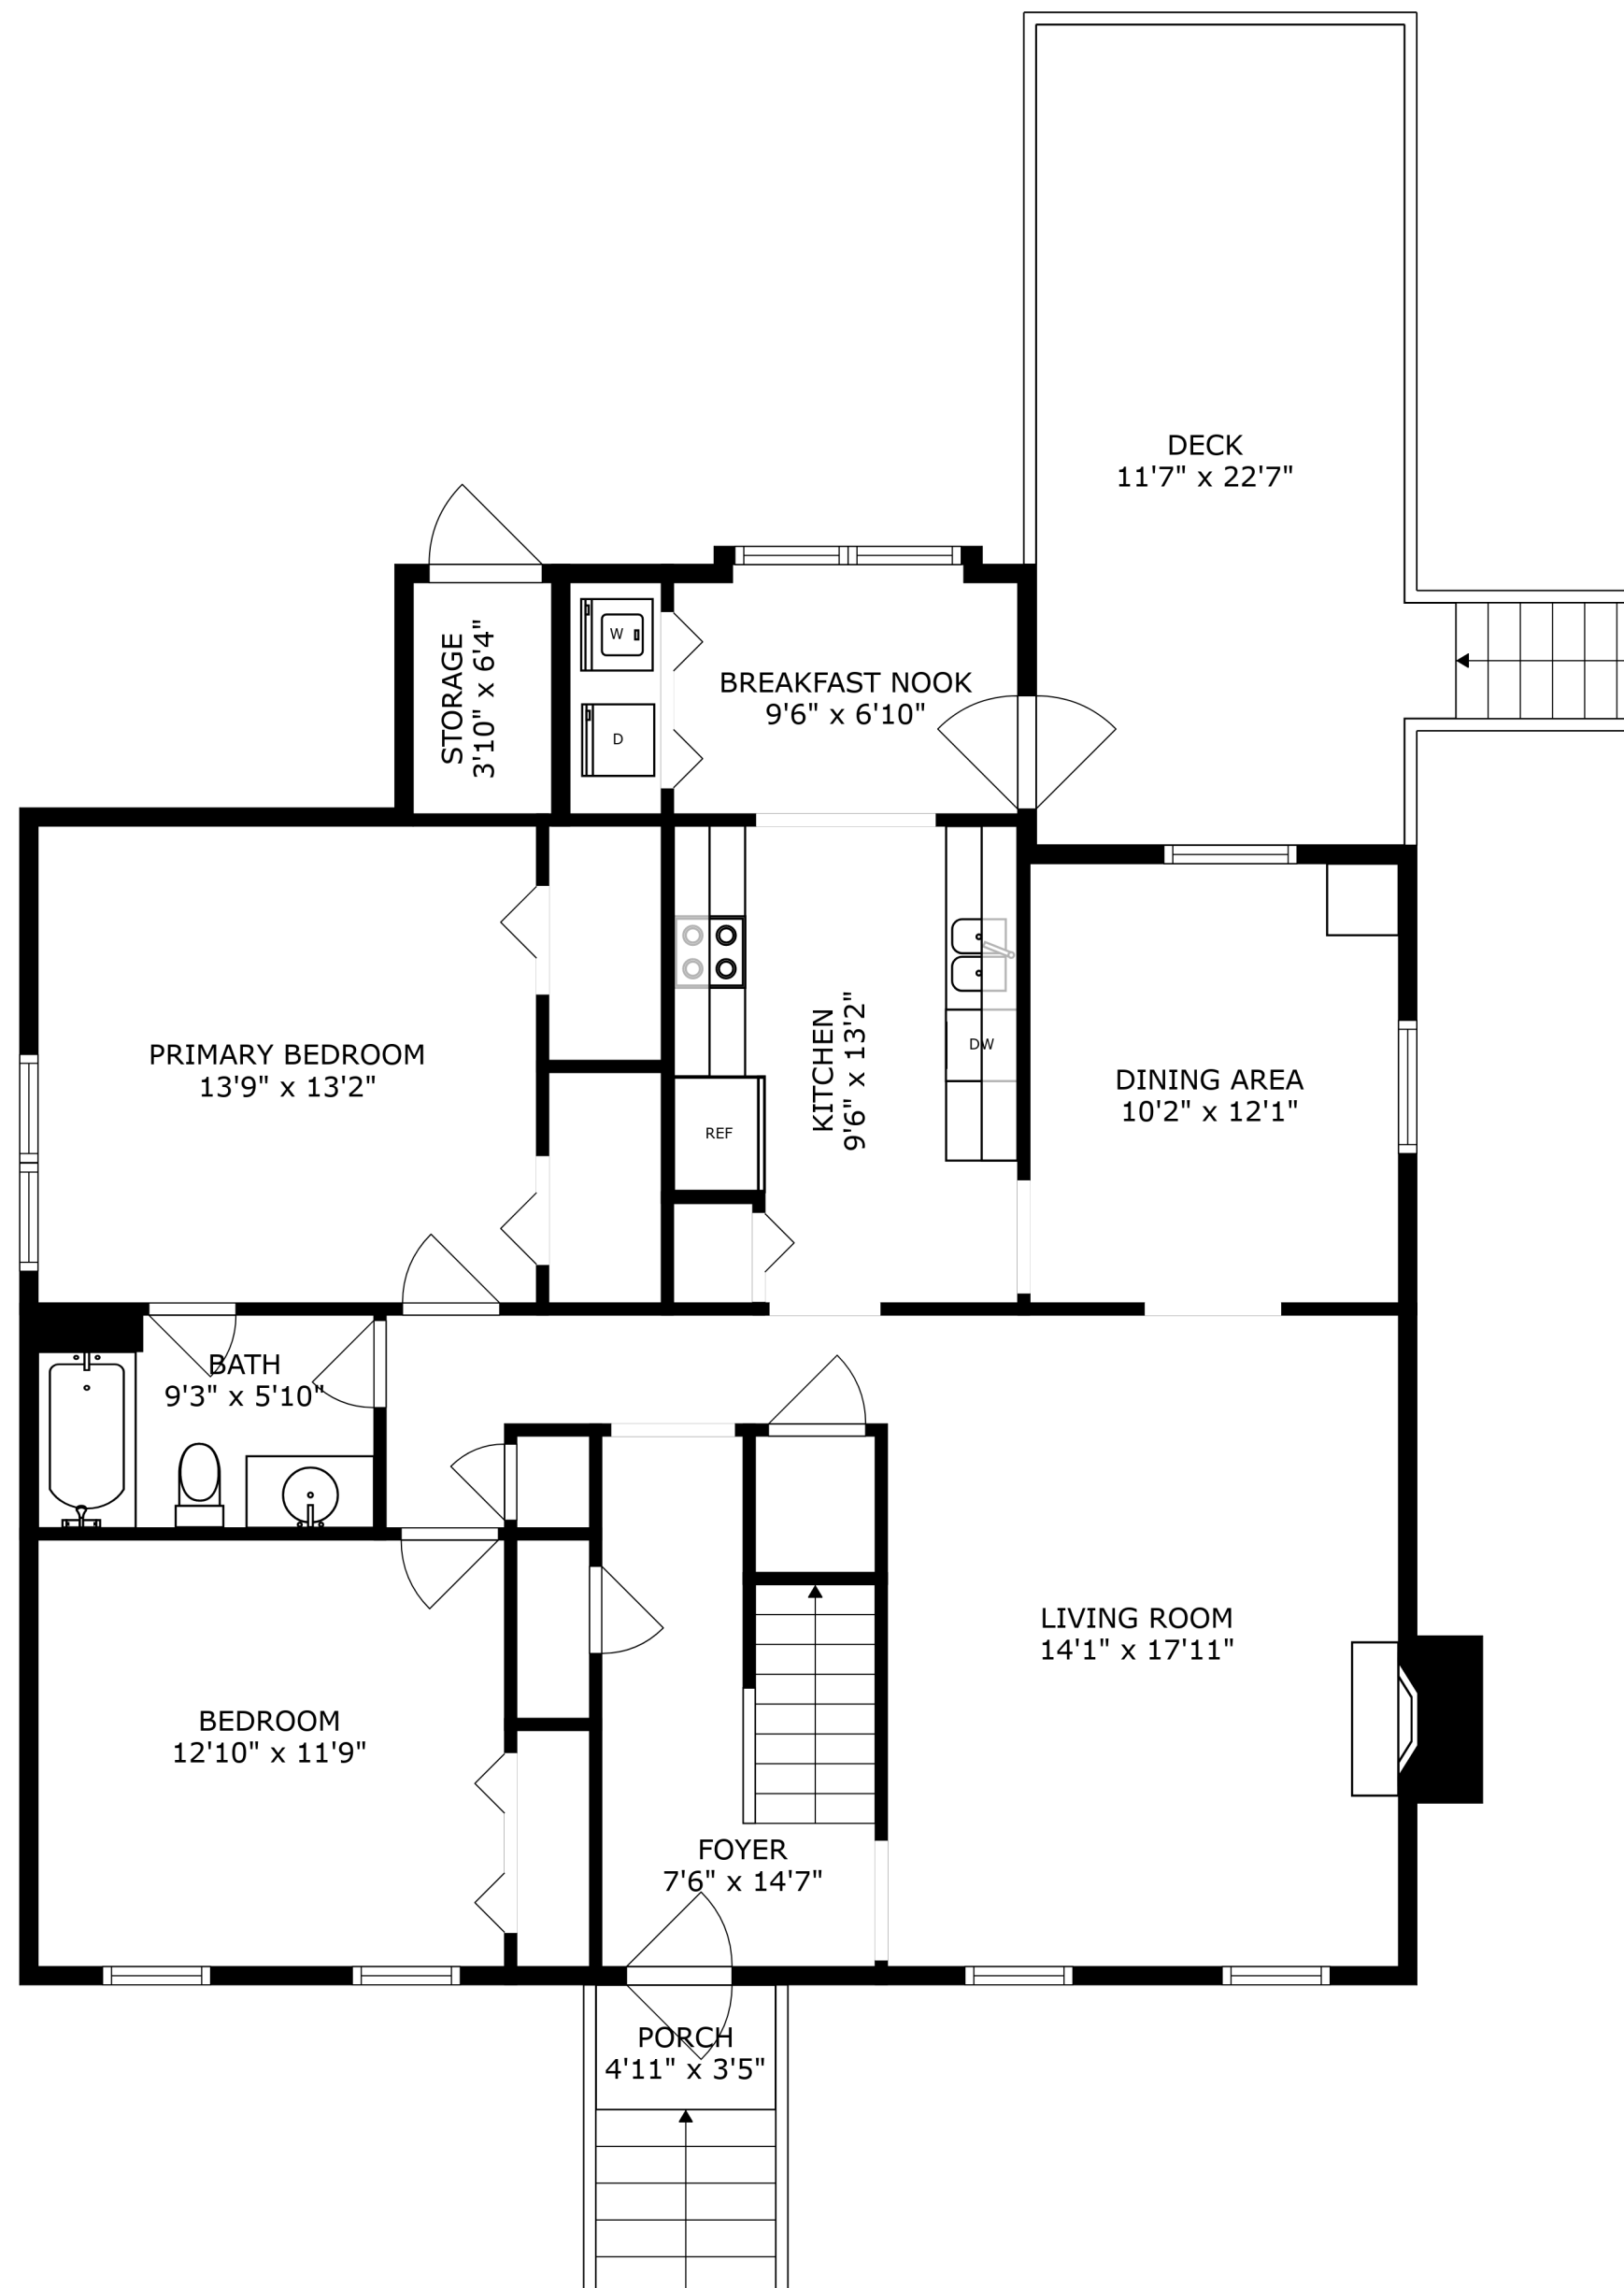 DECK
11'7" x 22'7"
STORAGE
3'10" x 6'4"
W
D
BREAKFAST NOOK
9'6" x 6'10"
PRIMARY BEDROOM
13'9" x 13'2"
KITCHEN
9'6" x 13'2"
DW
REF
DINING AREA
10'2" x 12'1"
BATH
9'3" x 5'10"
LIVING ROOM
14'1" x 17'11"
BEDROOM
12'10" x 11'9"
FOYER
7'6" x 14'7"
PORCH
4'11" x 3'5"